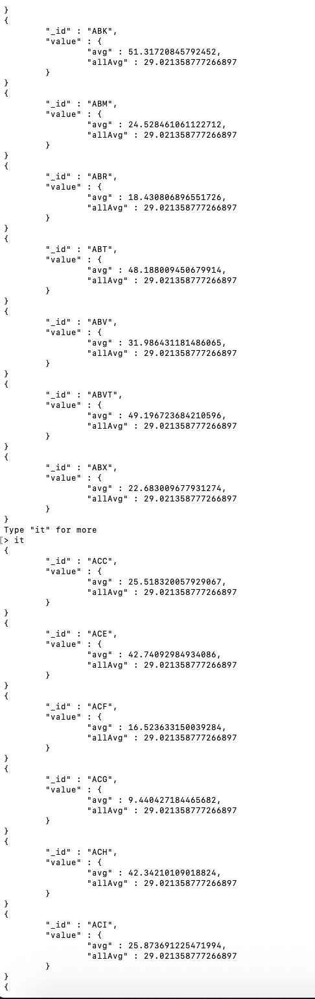 }
{
        "_id" : "ABK",
        "value" : {
                "avg" : 51.31720845792452,
                "allAvg" : 29.021358777266897
        }
}
{
        "_id" : "ABM",
        "value" : {
                "avg" : 24.528461061122712,
                "allAvg" : 29.021358777266897
        }
}
{
        "_id" : "ABR",
        "value" : {
                "avg" : 18.430806896551726,
                "allAvg" : 29.021358777266897
        }
}
{
        "_id" : "ABT",
        "value" : {
                "avg" : 48.188009450679914,
                "allAvg" : 29.021358777266897
        }
}
{
        "_id" : "ABV",
        "value" : {
                "avg" : 31.986431181486065,
                "allAvg" : 29.021358777266897
        }
}
{
        "_id" : "ABVT",
        "value" : {
                "avg" : 49.196723684210596,
                "allAvg" : 29.021358777266897
        }
}
{
        "_id" : "ABX",
        "value" : {
                "avg" : 22.683009677931274,
                "allAvg" : 29.021358777266897
        }
}
Type "it" for more
[> it
{
        "_id" : "ACC",
        "value" : {
                "avg" : 25.518320057929067,
                "allAvg" : 29.021358777266897
        }
}
{
        "_id" : "ACE",
        "value" : {
                "avg" : 42.74092984934086,
                "allAvg" : 29.021358777266897
        }
}
{
        "_id" : "ACF",
        "value" : {
                "avg" : 16.523633150039284,
                "allAvg" : 29.021358777266897
        }
}
{
        "_id" : "ACG",
        "value" : {
                "avg" : 9.440427184465682,
                "allAvg" : 29.021358777266897
        }
}
{
        "_id" : "ACH",
        "value" : {
                "avg" : 42.34210109018824,
                "allAvg" : 29.021358777266897
        }
}
{
        "_id" : "ACI",
        "value" : {
                "avg" : 25.873691225471994,
                "allAvg" : 29.021358777266897
        }
}
{